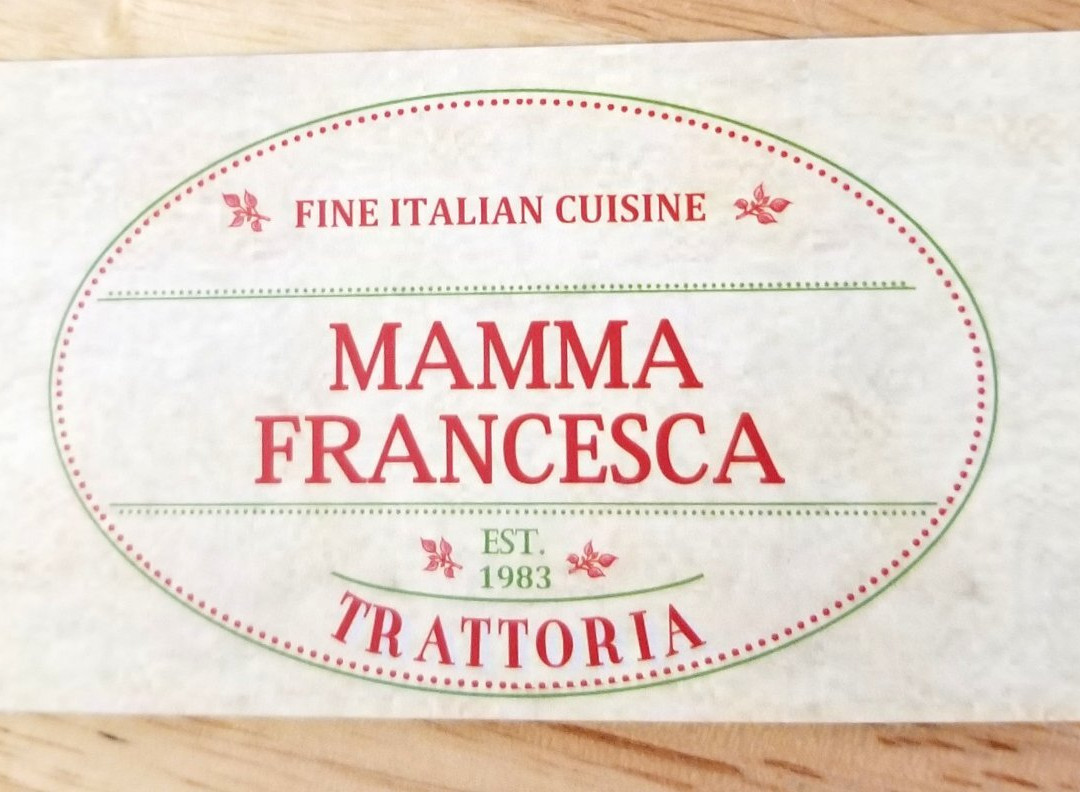 FINE ITALIAN CUISINE
MAMMA
FRANCESCA
EST.
1983
TRATTORIA